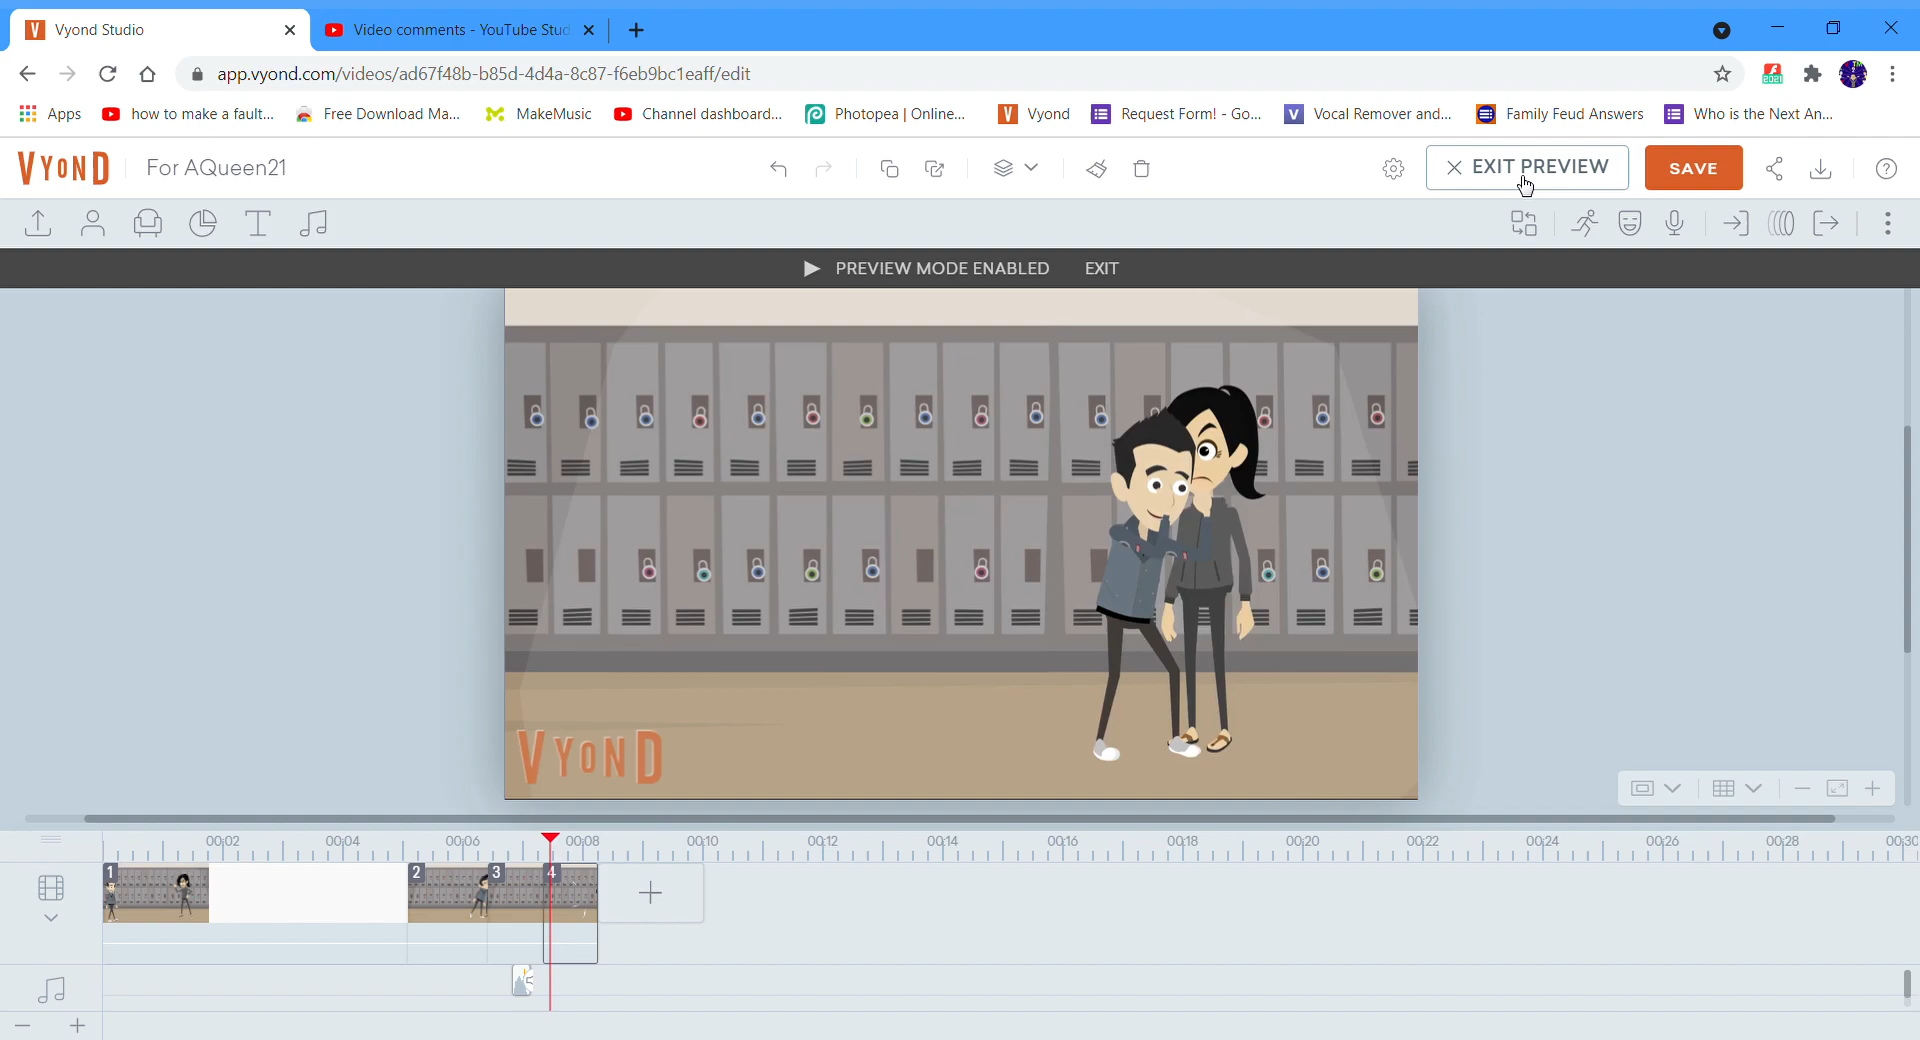 Vyond Studio
Video comments - YouTube Stud
app.vyond.com/videos/ad67f48b-b85d-4d4a-8c87-f6eb9bc1eaff/edit
Apps
how to make a fault...
Free Download Ma...
MakeMusic
Channel dashboard...
Photopea | Online...
Vyond
Request Form! - Go...
Vocal Remover and...
Family Feud Answers
Who is the Next An...
VYOND
For AQueen21
EXIT PREVIEW
SAVE
PREVIEW MODE ENABLED
EXIT
VYOND
00:02
00:04
00:06
00:08
00:10
00:12
00:14
00:16
00:18
00:20
00:22
00:24
00:26
00:28
00:30
1
2
3
4